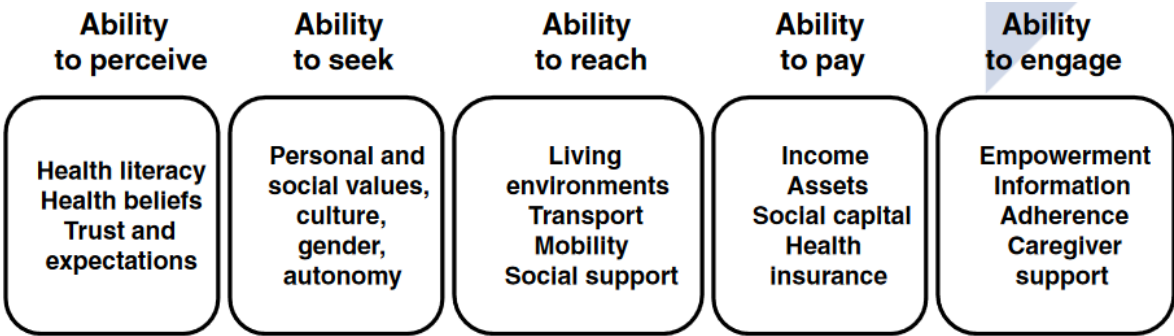 Ability
to perceive
Ability
to seek
Ability
to reach
Ability
to pay
Ability
to engage
Health literacy
Health beliefs
Trust and
expectations
Personal and
social values,
culture,
gender,
autonomy
Living
environments
Transport
Mobility
Social support
Income
Assets
Social capital
Health
insurance
Empowerment
Information
Adherence
Caregiver
support